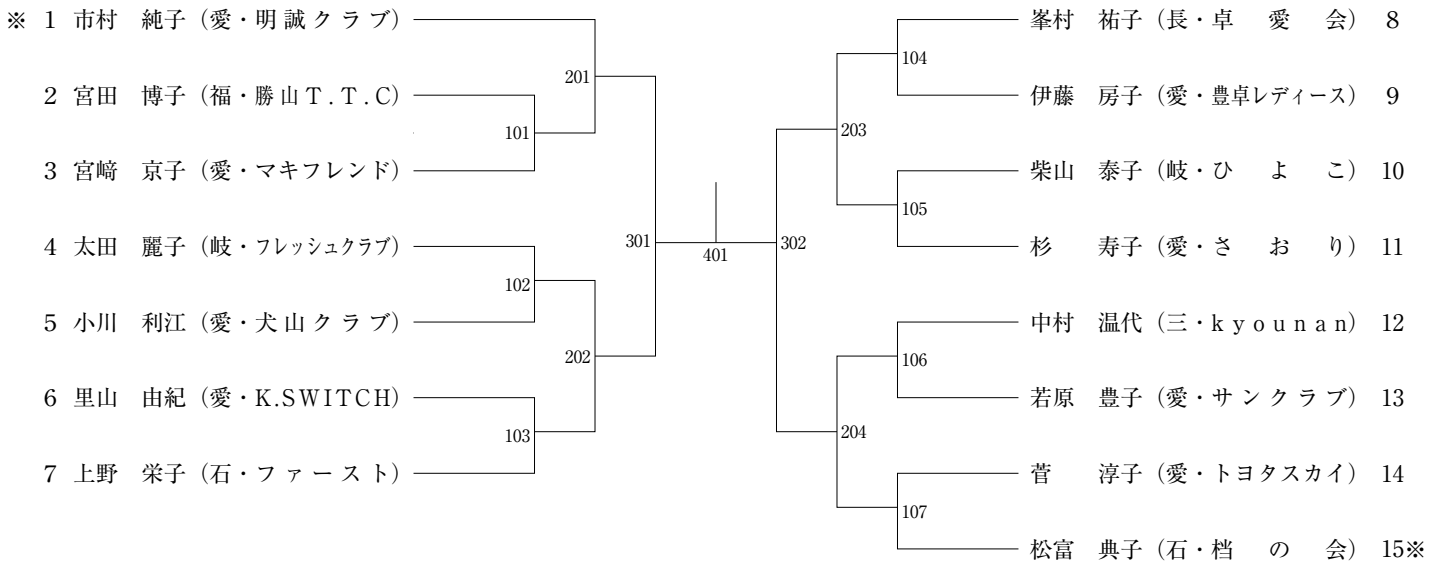 ※ 1 市村 純子（愛・明誠クラブ）
2 宮田 博子（福・勝山T.T.C）
3 宮﨑 京子（愛・マキフレンド）
4 太田 麗子（岐・フレッシュクラブ）
5 小川 利江（愛・犬山クラブ）
6 里山 由紀（愛・K.SWITCH）
7 上野 栄子（石・ファースト）
201
101
102
202
103
301
401
302
104
203
105
106
204
107
峯村 祐子（長・卓愛会） 8
伊藤 房子（愛・豊卓レディース） 9
柴山 泰子（岐・ひよこ） 10
杉 寿子（愛・さおり） 11
中村 温代（三・kyounan） 12
若原 豊子（愛・サンクラブ） 13
菅 淳子（愛・トヨタスカイ） 14
松富 典子（石・档の会） 15※